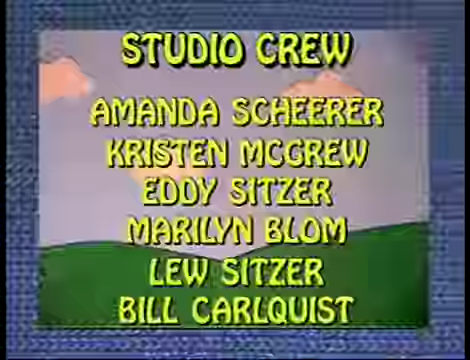 STUDIO CREW
AMANDA SCHEERER
KRISTEN MCGREW
EDDY SITZER
MARILYN BLOM
LEW SITZER
BILL CARLQUIST